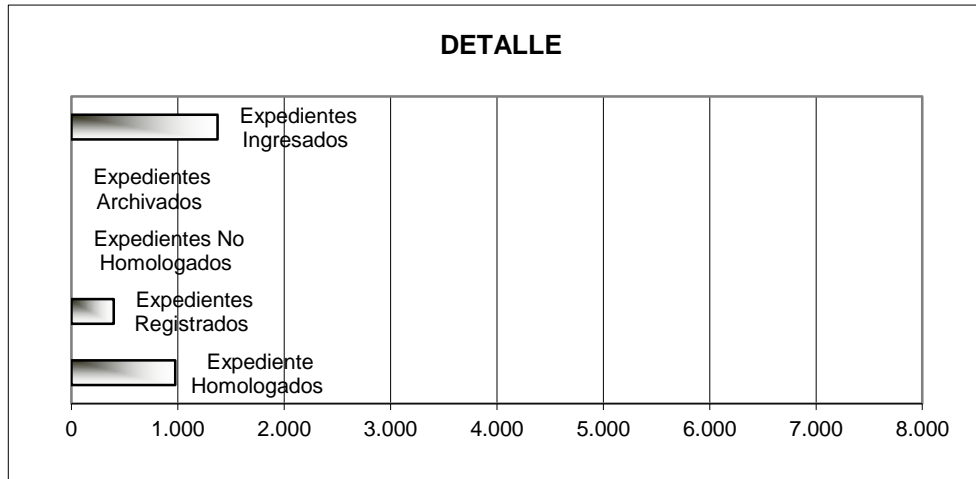 DETALLE
Expedientes
Ingresados
Expedientes
Archivados
Expedientes No
Homologados
Expedientes
Registrados
Expediente
Homologados
0 1.000 2.000 3.000 4.000 5.000 6.000 7.000 8.000